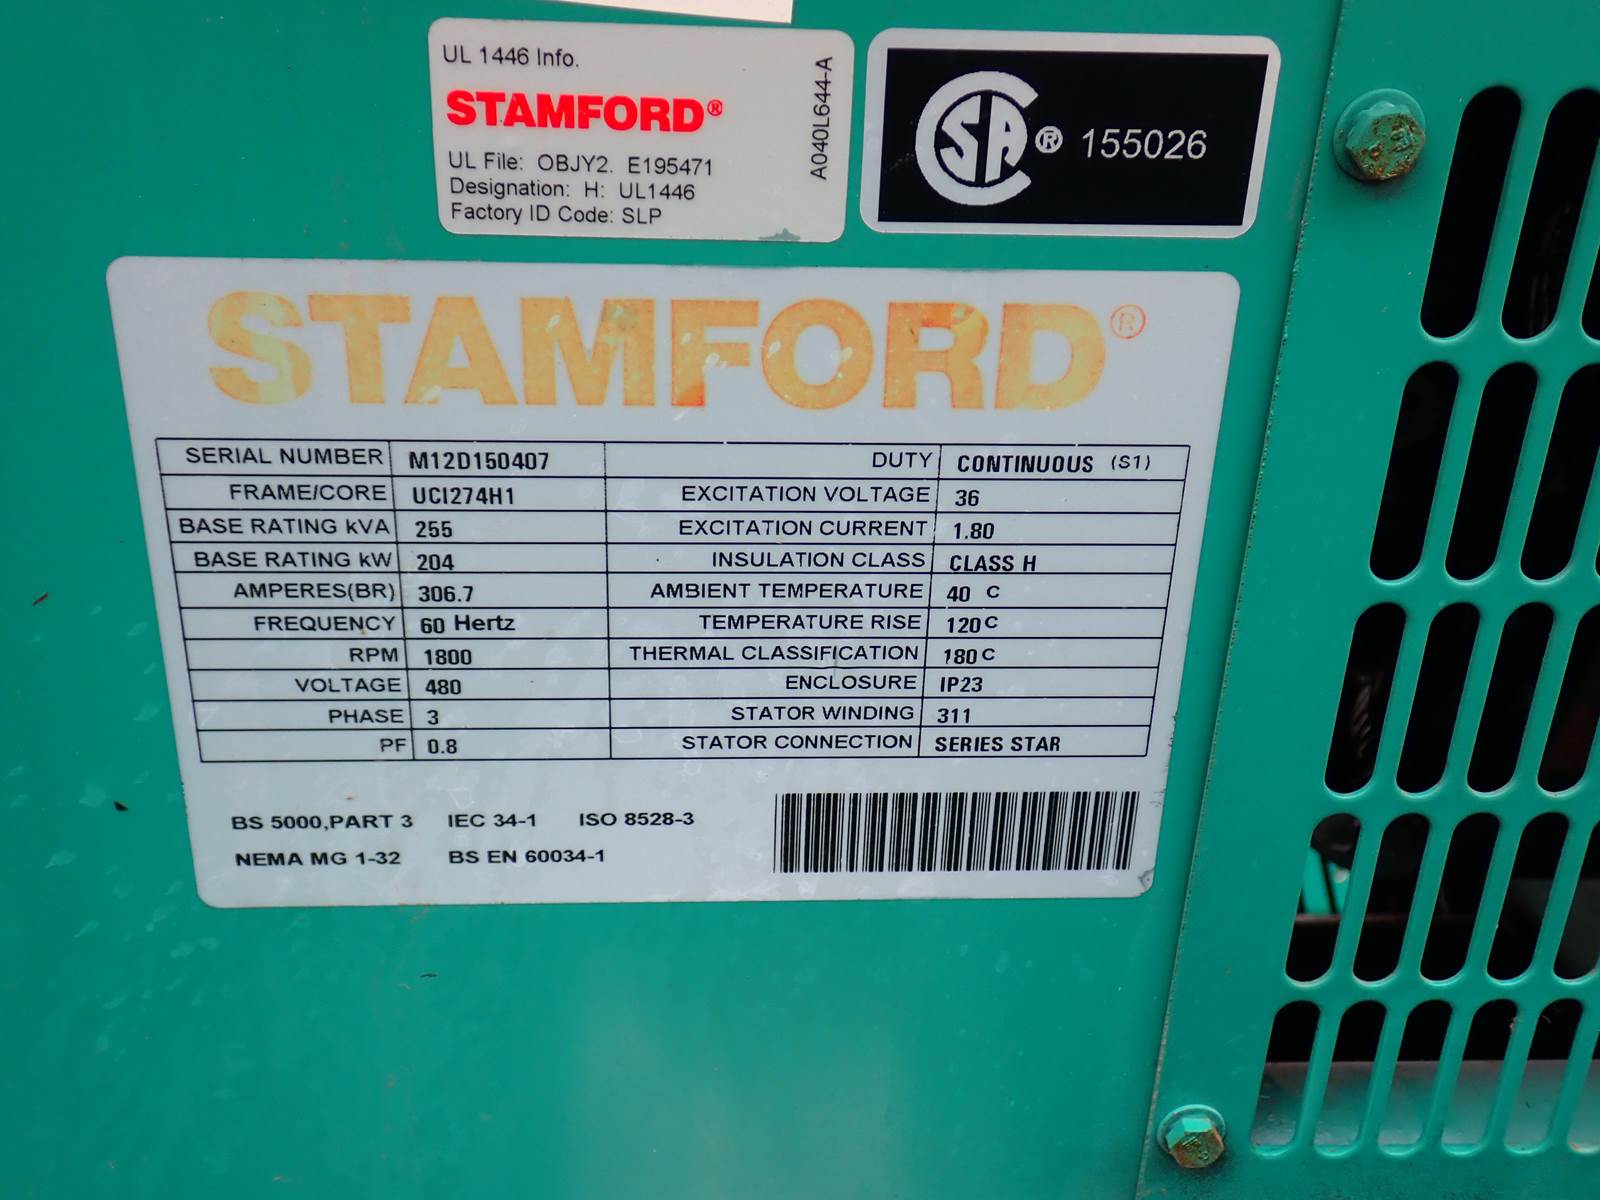 UL 1446 Info.
STAMFORD®
UL File: OBJY2. E195471
Designation: H: UL1446
Factory ID Code: SLP
A040L644-A
CSA ® 155026
STAMFORD®
SERIAL NUMBER M12D150407 DUTY CONTINUOUS (S1)
FRAME/CORE UCI274H1 EXCITATION VOLTAGE 36
BASE RATING kVA 255 EXCITATION CURRENT 1.80
BASE RATING kW 204 INSULATION CLASS CLASS H
AMPERES(BR) 306.7 AMBIENT TEMPERATURE 40 C
FREQUENCY 60 Hertz TEMPERATURE RISE 120 C
RPM 1800 THERMAL CLASSIFICATION 180 C
VOLTAGE 480 ENCLOSURE IP23
PHASE 3 STATOR WINDING 311
PF 0.8 STATOR CONNECTION SERIES STAR
BS 5000,PART 3 IEC 34-1 ISO 8528-3
NEMA MG 1-32 BS EN 60034-1